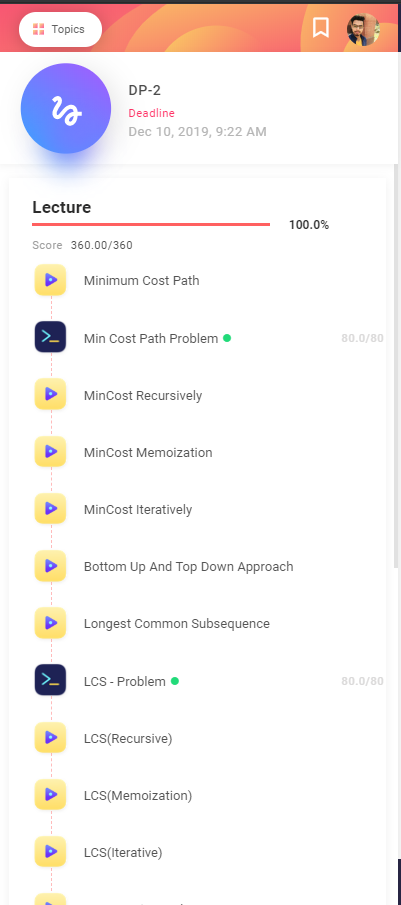 Topics
DP-2
Deadline
Dec 10, 2019, 9:22 AM
Lecture
100.0%
Score 360.00/360
Minimum Cost Path
Min Cost Path Problem 80.0/80
MinCost Recursively
MinCost Memoization
MinCost Iteratively
Bottom Up And Top Down Approach
Longest Common Subsequence
LCS - Problem 80.0/80
LCS(Recursive)
LCS(Memoization)
LCS(Iterative)